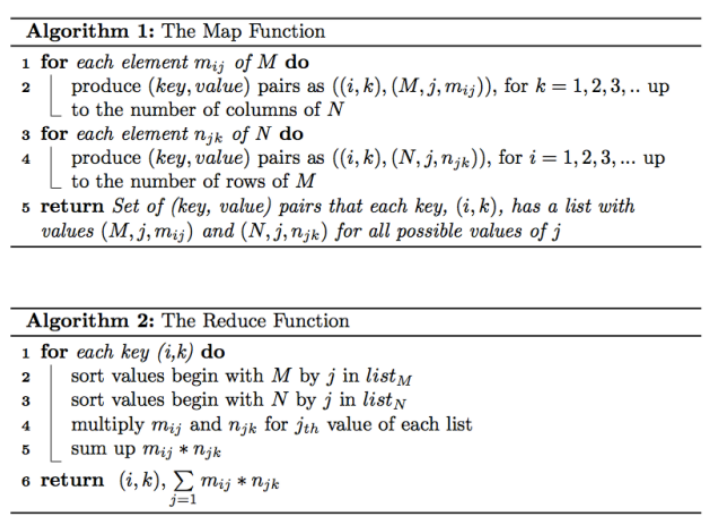 Algorithm 1: The Map Function
1 for each element m_{ij} of M do
2 produce (key, value) pairs as ((i, k), (M, j, m_{ij})), for k = 1, 2, 3, .. up
to the number of columns of N
3 for each element n_{jk} of N do
4 produce (key, value) pairs as ((i, k), (N, j, n_{jk})), for i = 1, 2, 3, ... up
to the number of rows of M
5 return Set of (key, value) pairs that each key, (i, k), has a list with
values (M, j, m_{ij}) and (N, j, n_{jk}) for all possible values of j
Algorithm 2: The Reduce Function
1 for each key (i,k) do
2 sort values begin with M by j in list_M
3 sort values begin with N by j in list_N
4 multiply m_{ij} and n_{jk} for j_{th} value of each list
5 sum up m_{ij} * n_{jk}
6 return (i, k), ∑_{j=1} m_{ij} * n_{jk}